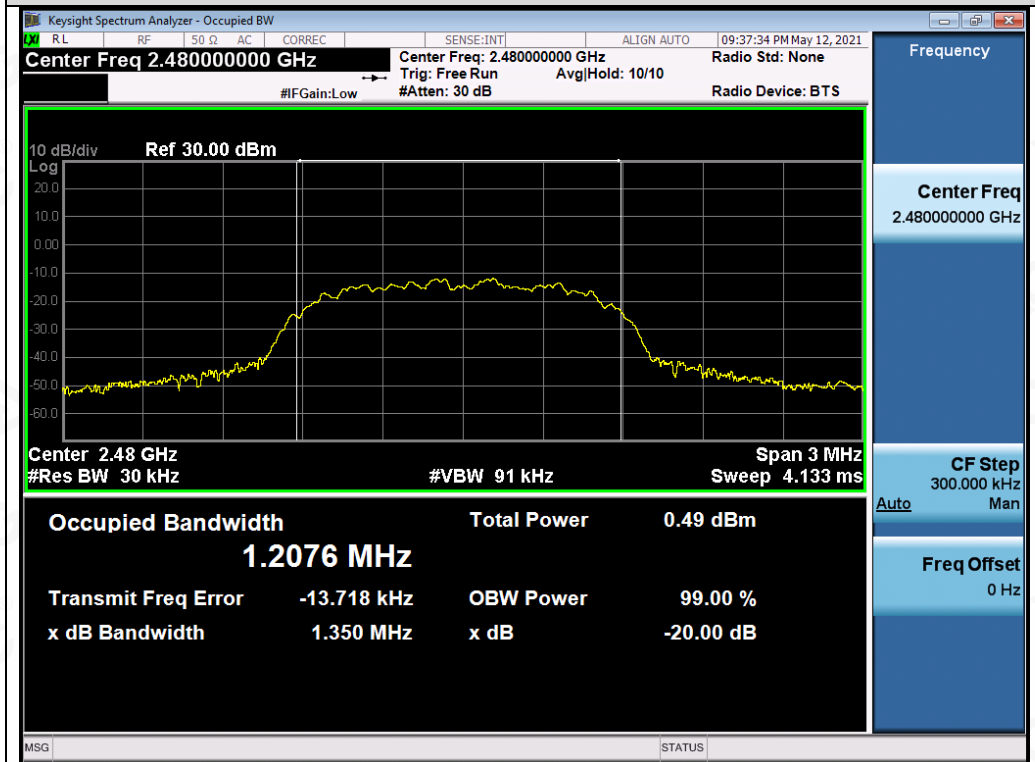 Keysight Spectrum Analyzer - Occupied BW
LXI RL RF 50 Ω AC CORREC SENSE:INT ALIGN AUTO 09:37:34 PM May 12, 2021
Center Freq 2.480000000 GHz
Center Freq: 2.480000000 GHz Radio Std: None
Trig: Free Run Avg|Hold: 10/10
#IFGain:Low #Atten: 30 dB Radio Device: BTS
10 dB/div Ref 30.00 dBm
Log
20.0
10.0
0.00
-10.0
-20.0
-30.0
-40.0
-50.0
-60.0
Center 2.48 GHz Span 3 MHz
#Res BW 30 kHz #VBW 91 kHz Sweep 4.133 ms
Occupied Bandwidth Total Power 0.49 dBm
1.2076 MHz
Transmit Freq Error -13.718 kHz OBW Power 99.00 %
x dB Bandwidth 1.350 MHz x dB -20.00 dB
MSG STATUS
Frequency
Center Freq
2.480000000 GHz
CF Step
300.000 kHz
Auto Man
Freq Offset
0 Hz